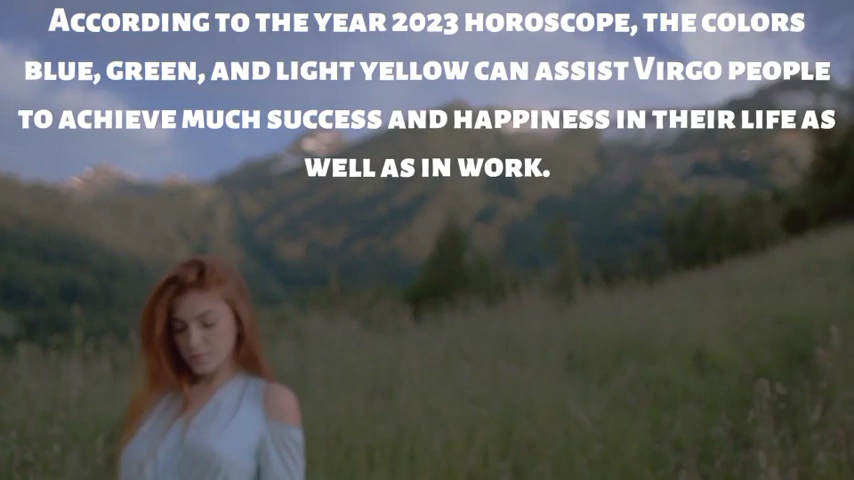 According to the year 2023 horoscope, the colors
blue, green, and light yellow can assist Virgo people
to achieve much success and happiness in their life as
well as in work.